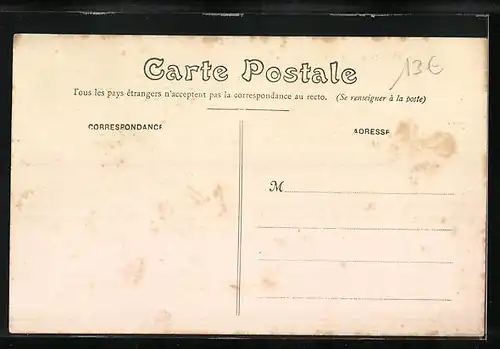 Carte Postale
13€
Tous les pays étrangers n'acceptent pas la correspondance au recto. (Se renseigner à la poste)
CORRESPONDANCE
ADRESSE
M